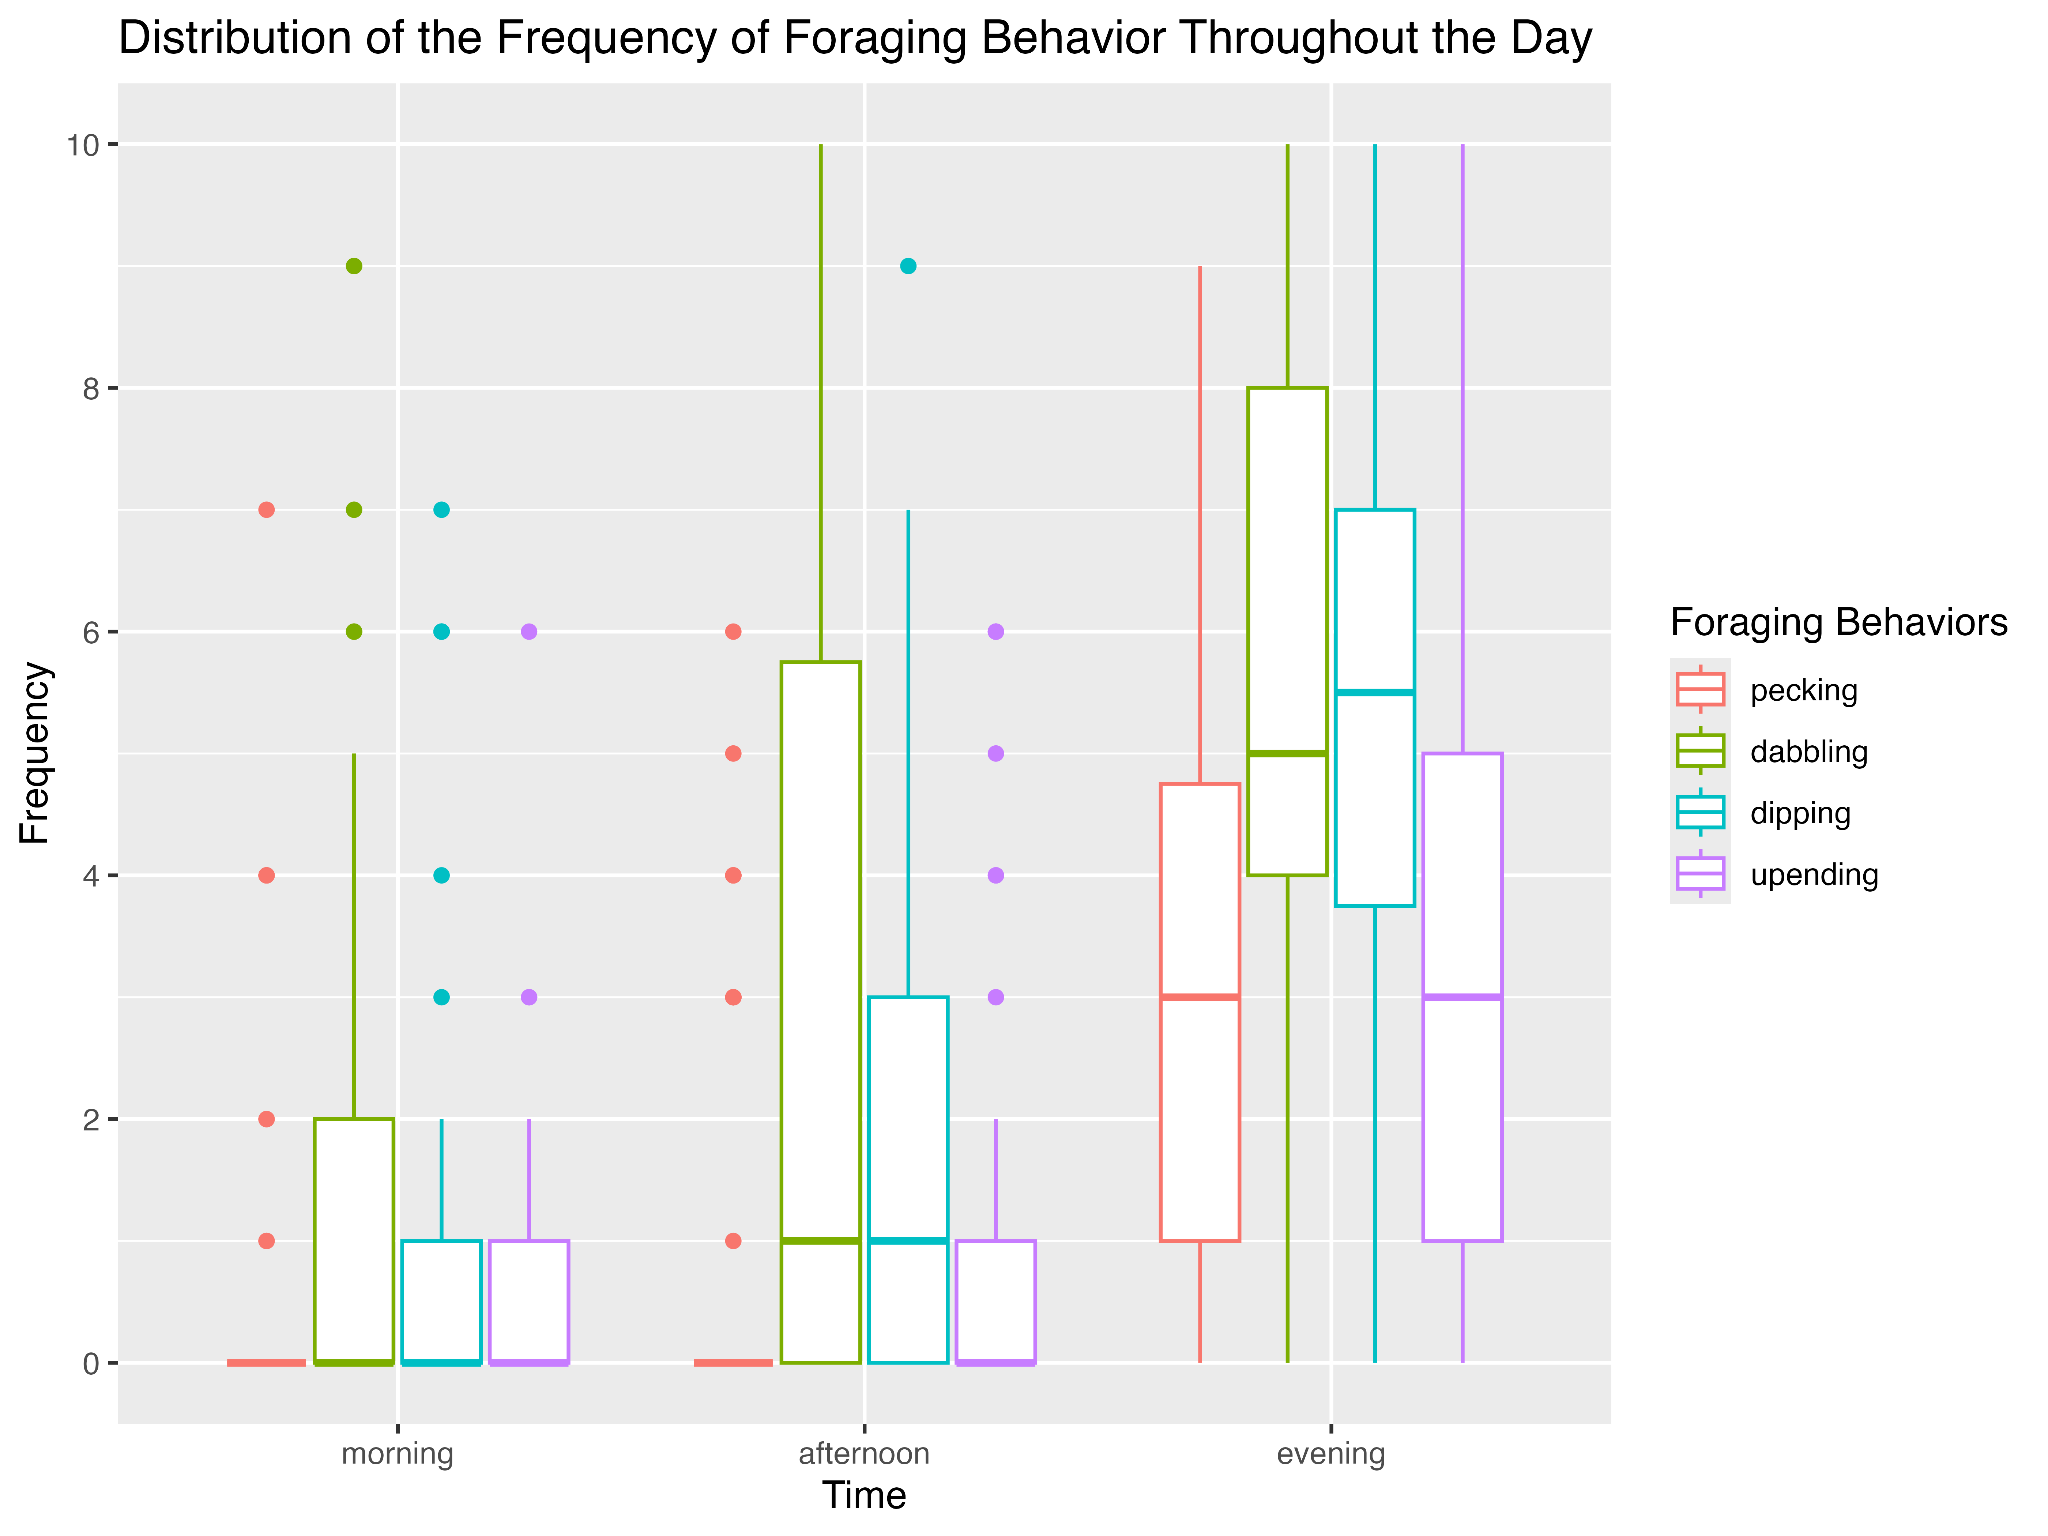 Distribution of the Frequency of Foraging Behavior Throughout the Day
Frequency
10
8
6
4
2
0
morning afternoon evening
Time
Foraging Behaviors
pecking
dabbling
dipping
upending